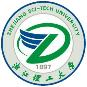 ZHEJIANG SCI-TECH UNIVERSITY
1897
浙江理工大学